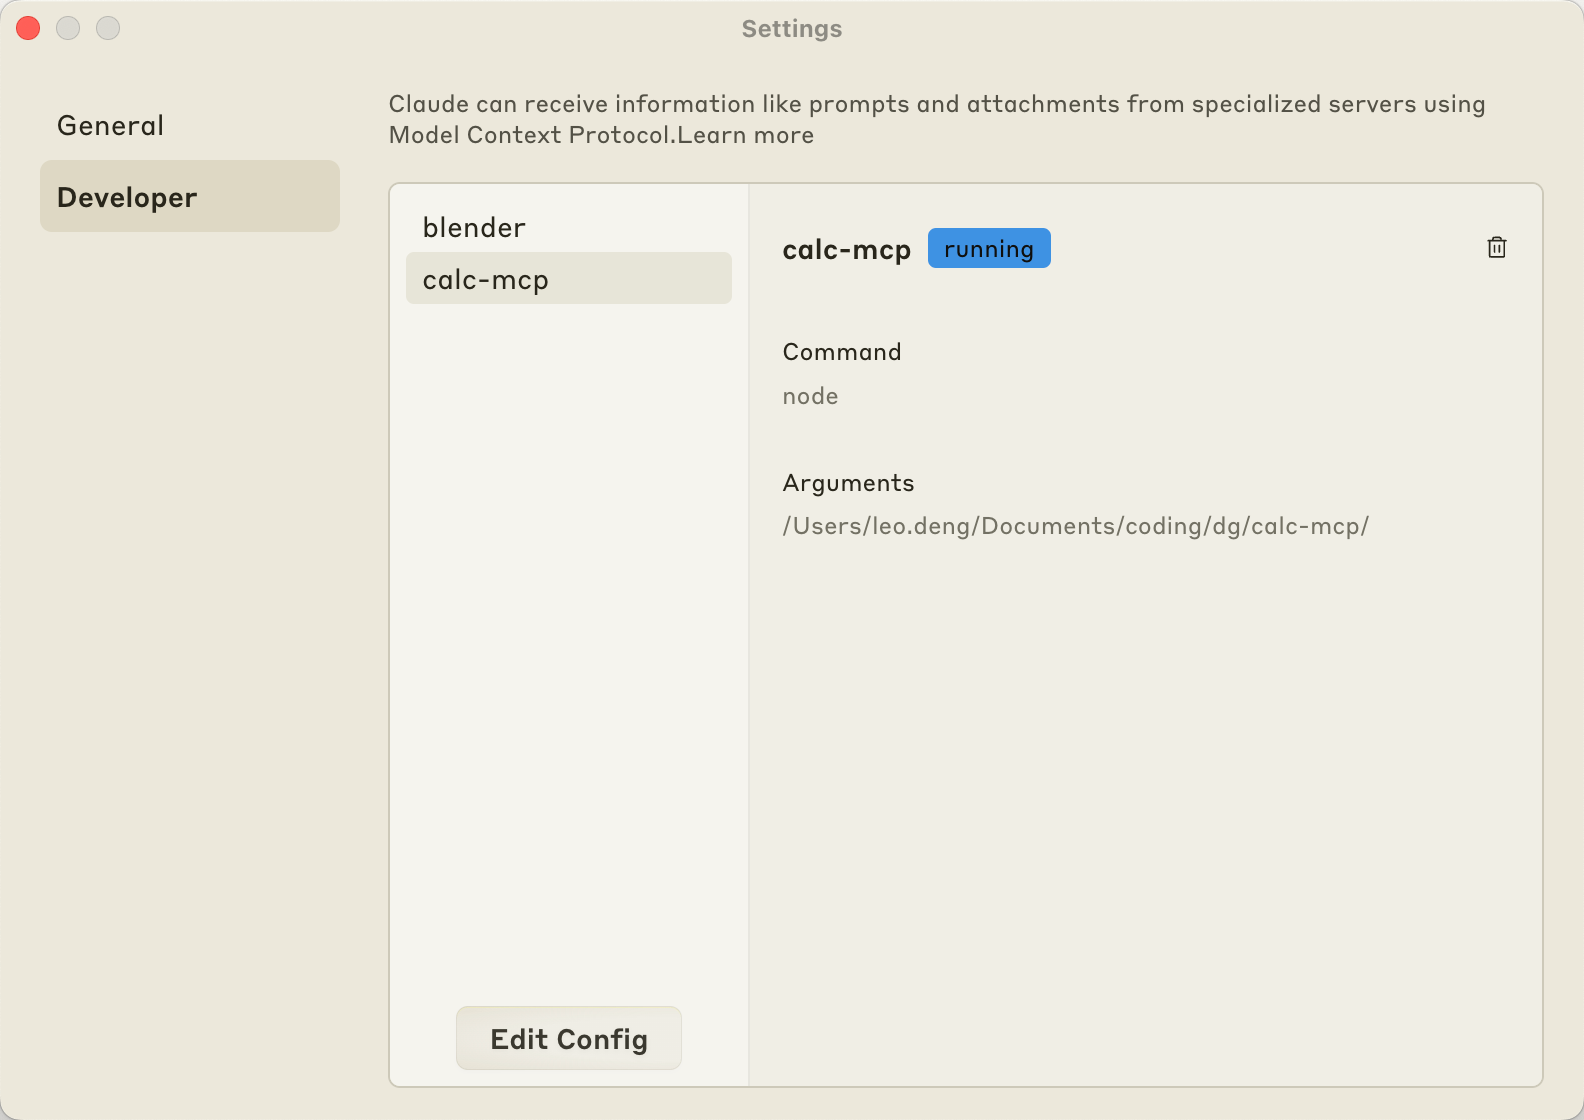 Settings
General
Developer
Claude can receive information like prompts and attachments from specialized servers using
Model Context Protocol.Learn more
blender
calc-mcp
Edit Config
calc-mcp running
Command
node
Arguments
/Users/leo.deng/Documents/coding/dg/calc-mcp/